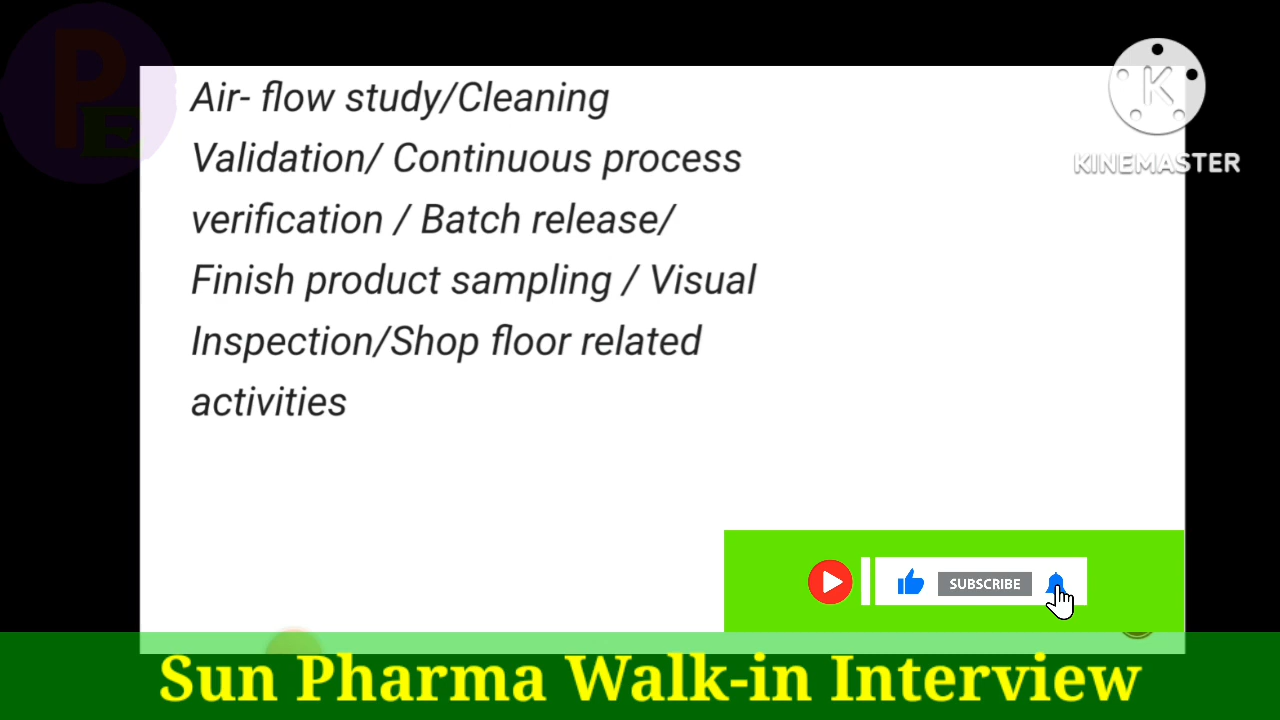 PE
K
KINEMASTER
Air- flow study/Cleaning
Validation/ Continuous process
verification / Batch release/
Finish product sampling / Visual
Inspection/Shop floor related
activities
SUBSCRIBE
Sun Pharma Walk-in Interview